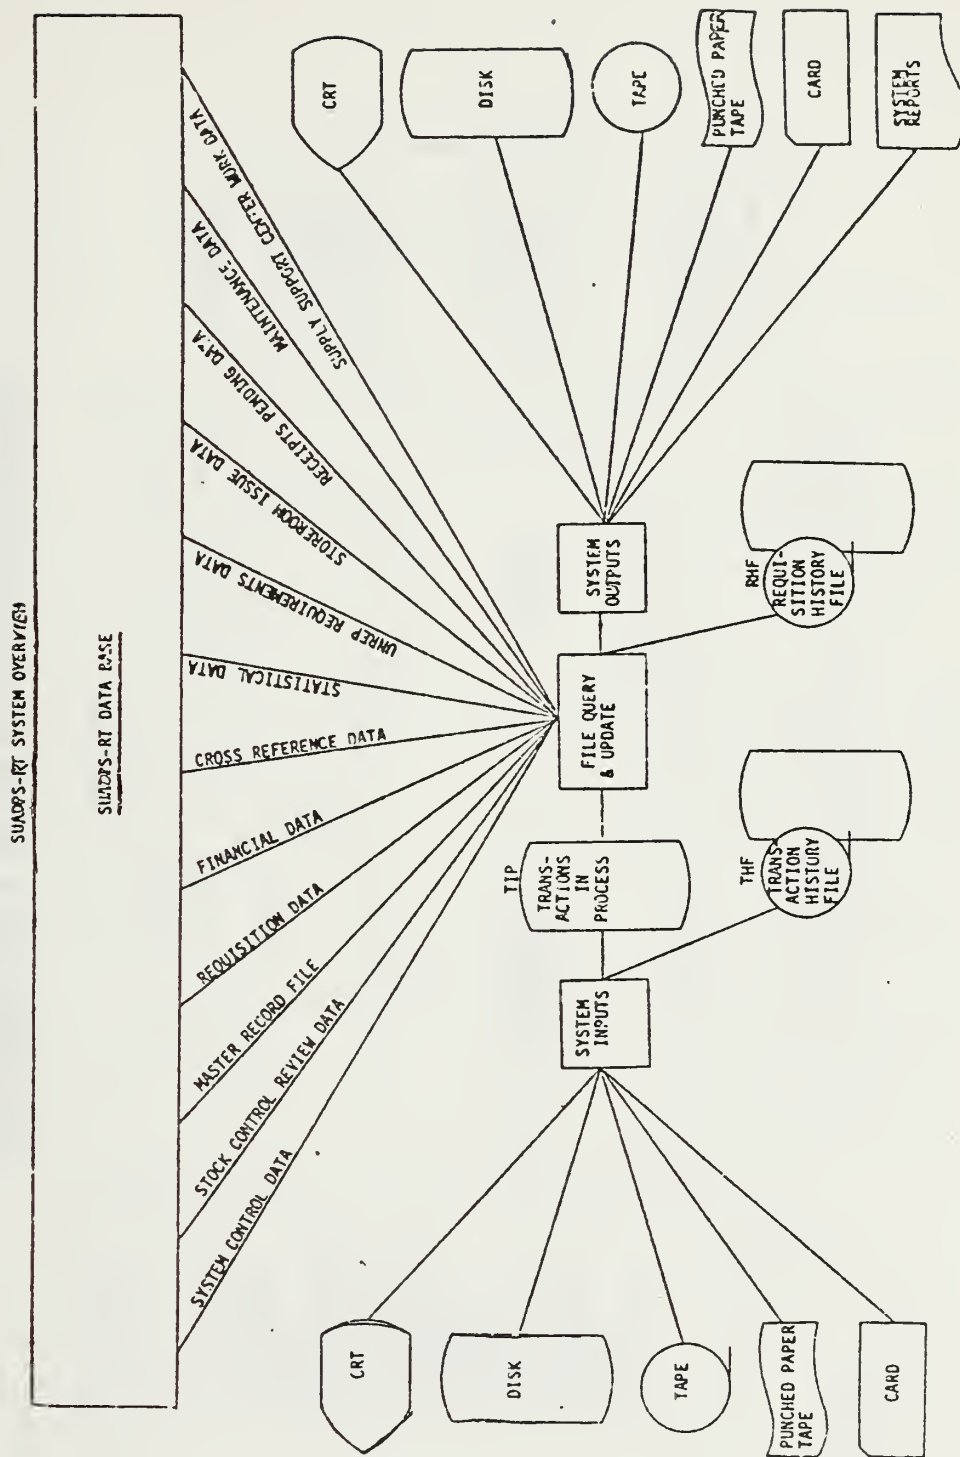 SUADPS-RT SYSTEM OVERVIEW
SUADPS-RT DATA BASE
SYSTEM CONTROL DATA
STOCK CONTROL REVIEW DATA
MASTER RECORD FILE
REQUISITION DATA
FINANCIAL DATA
CROSS REFERENCE DATA
STATISTICAL DATA
UNREP REQUIREMENTS DATA
STOREROOM ISSUE DATA
RECEIPTS PENDING DATA
MAINTENANCE DATA
SUPPLY SUPPORT CENTER WORK DATA
CRT
DISK
TAPE
PUNCHED PAPER
TAPE
CARD
SYSTEM
INPUTS
TIP
TRANS-
ACTIONS
IN
PROCESS
THF
TRANS-
ACTION
HISTORY
FILE
FILE QUERY
& UPDATE
RHF
REQUI-
SITION
HISTORY
FILE
SYSTEM
OUTPUTS
CRT
DISK
TAPE
PUNCHED PAPER
TAPE
CARD
SYSTEM
REPORTS